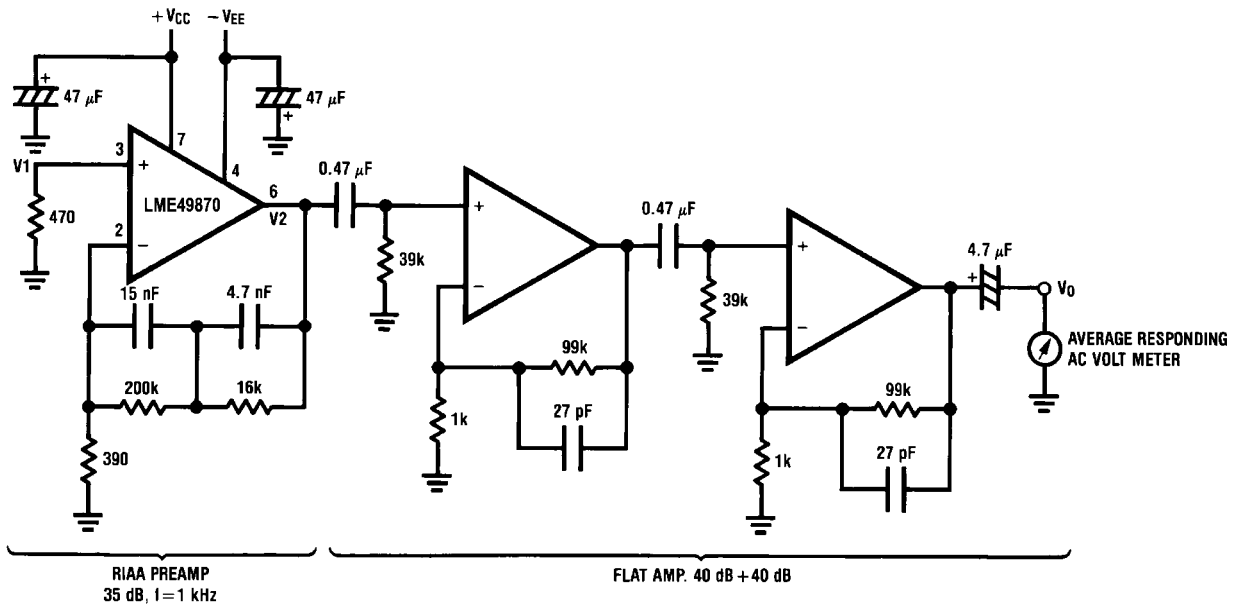 +VCC
−VEE
+
47 µF
47 µF
+
V1
3
+
7
4
LME49870
6
V2
2
−
470
0.47 µF
39k
15 nF
4.7 nF
200k
16k
390
+
−
99k
27 pF
1k
0.47 µF
39k
+
−
99k
27 pF
1k
4.7 µF
+
VO
AVERAGE RESPONDING
AC VOLT METER
RIAA PREAMP
35 dB, f=1 kHz
FLAT AMP. 40 dB+40 dB